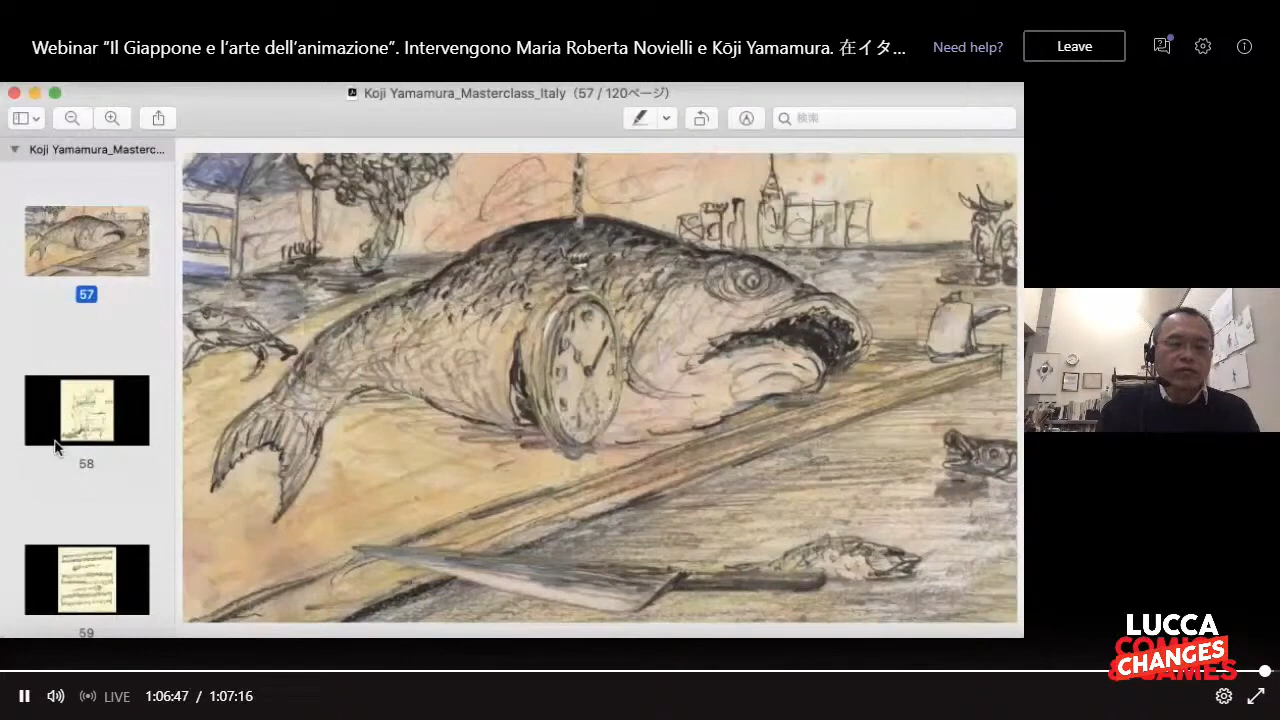 Webinar "Il Giappone e l'arte dell'animazione". Intervengono Maria Roberta Novielli e Kōji Yamamura. 在イタ...
Need help?
Leave
Koji Yamamura_Masterclass_Italy（57 / 120ページ）
検索
Koji Yamamura_Masterc...
57
58
59
LUCCA
COMICS
CHANGES
&GAMES
LIVE
1:06:47 / 1:07:16